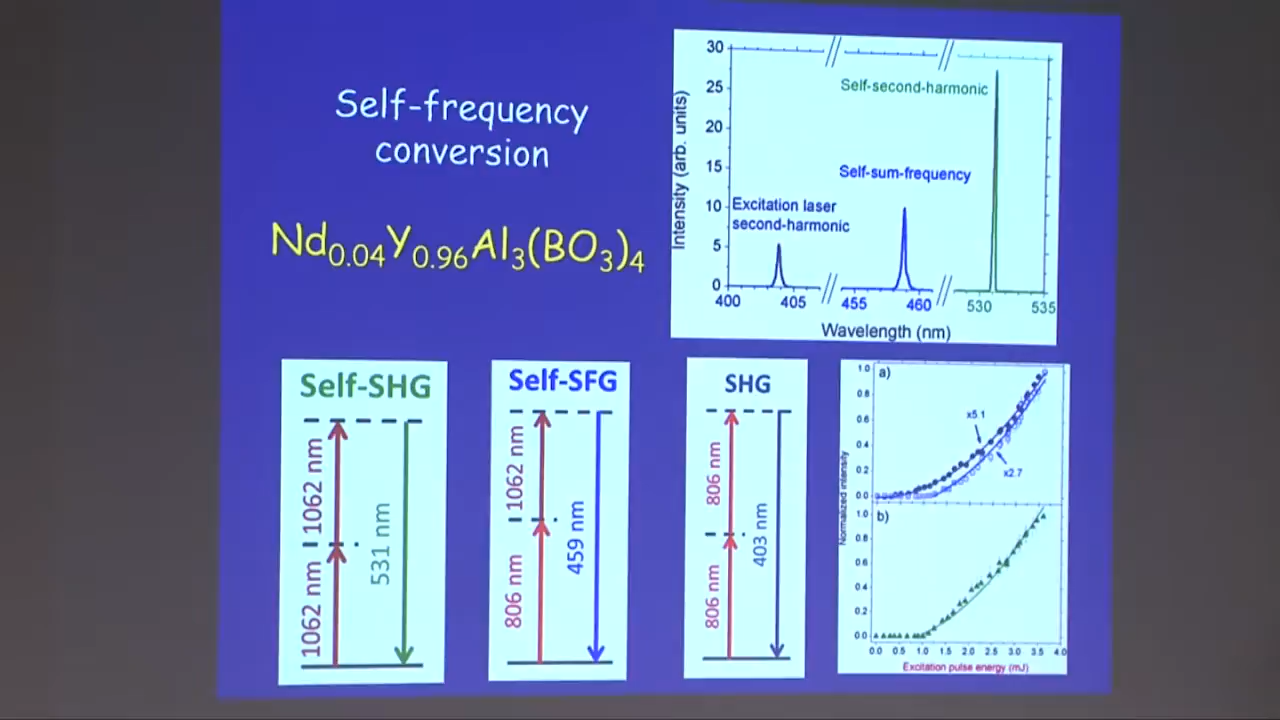 Self-frequency
conversion
Nd0.04Y0.96Al3(BO3)4
30
25
20
15
10
5
0
Intensity (arb. units)
Self-second-harmonic
Self-sum-frequency
Excitation laser
second-harmonic
400 405 455 460 530 535
Wavelength (nm)
Self-SHG
1062 nm
1062 nm
531 nm
Self-SFG
1062 nm
806 nm
459 nm
SHG
806 nm
806 nm
403 nm
a)
1.0
0.8
0.6
0.4
0.2
0.0
x5.1
x2.7
Normalized intensity
b)
1.0
0.8
0.6
0.4
0.2
0.0
0.0 0.5 1.0 1.5 2.0 2.5 3.0 3.5 4.0
Excitation pulse energy (mJ)